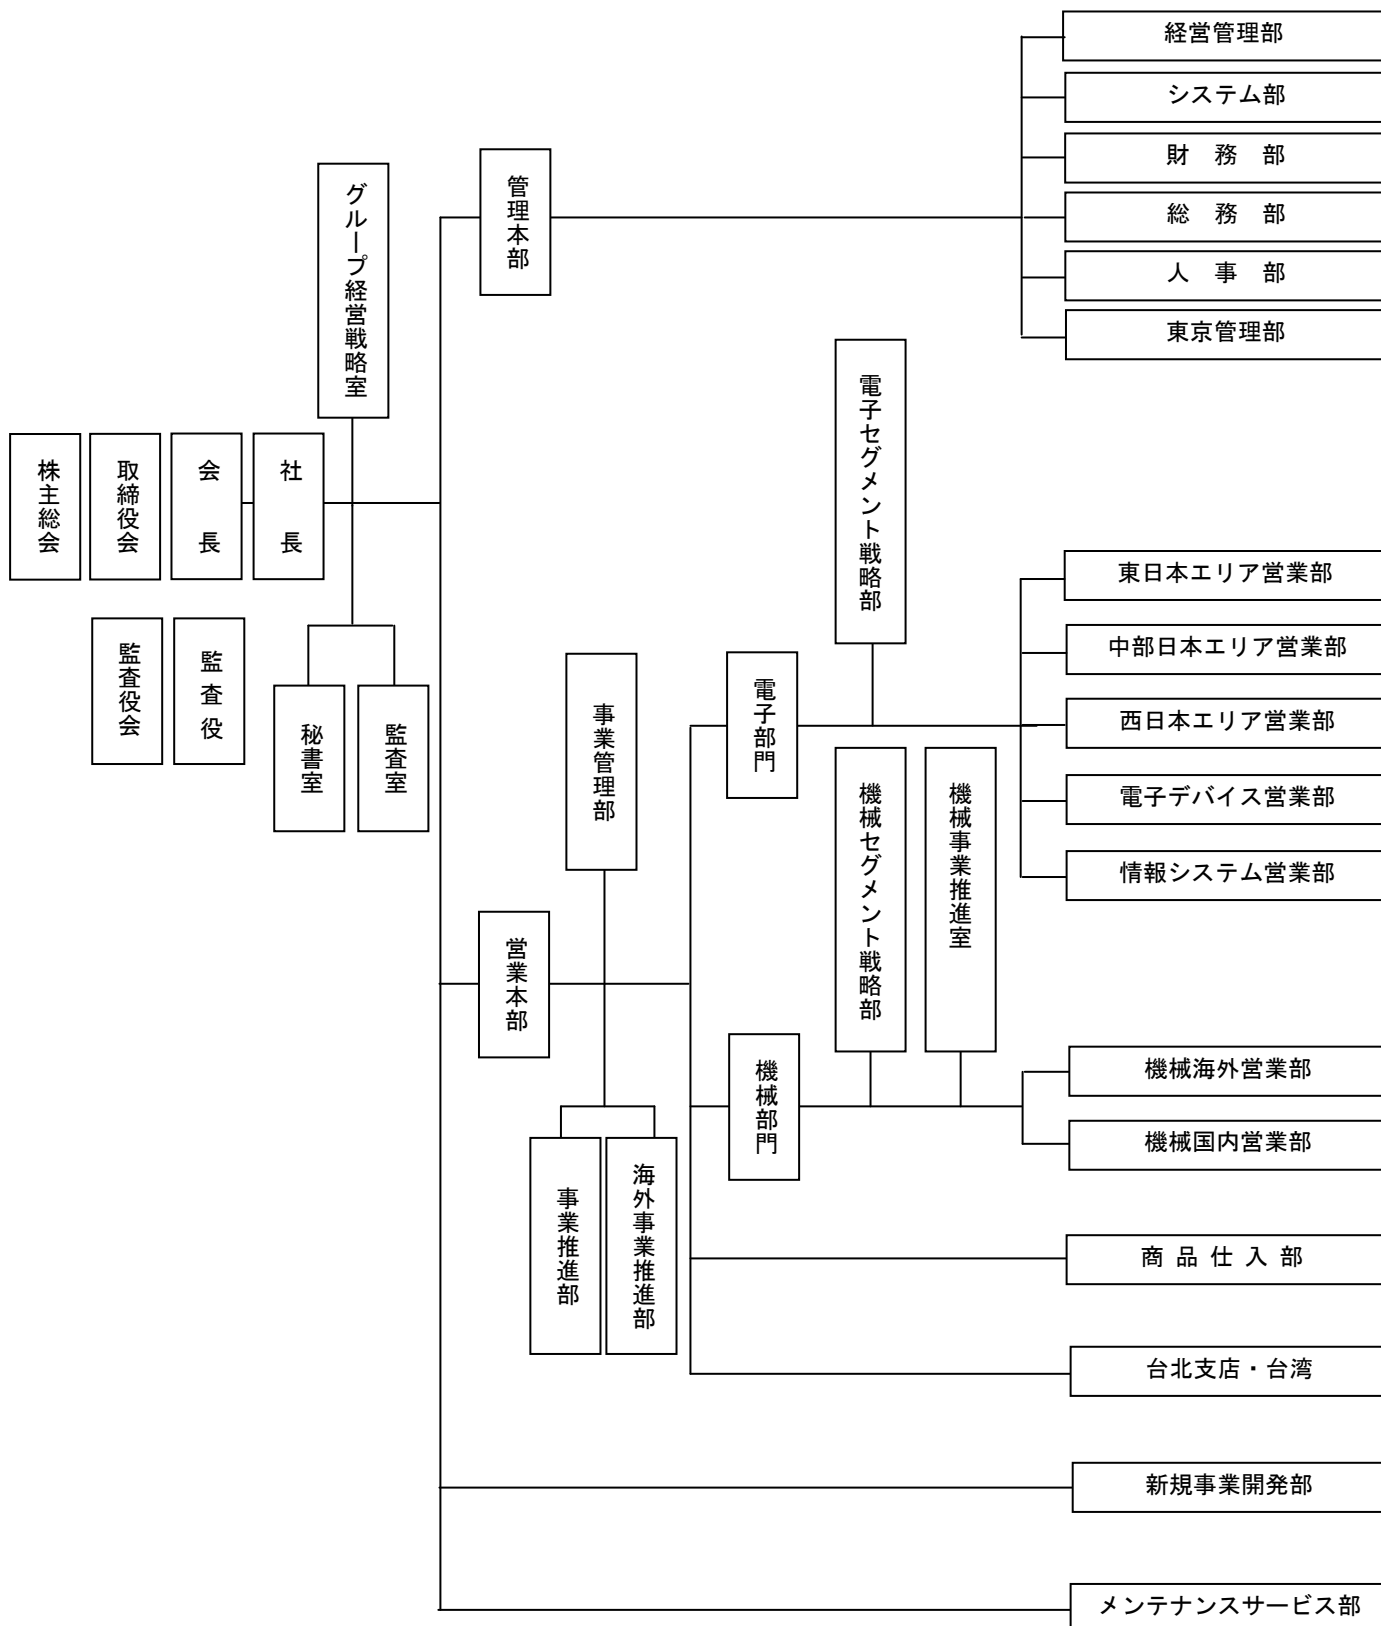 経営管理部
システム部
財　務　部
総　務　部
人　事　部
東京管理部
管理本部
グループ経営戦略室
電子セグメント戦略部
株主総会
取締役会
会　長
社　長
監査役会
監査役
秘書室
監査室
事業管理部
電子部門
東日本エリア営業部
中部日本エリア営業部
西日本エリア営業部
電子デバイス営業部
情報システム営業部
機械セグメント戦略部
機械事業推進室
営業本部
機械部門
機械海外営業部
機械国内営業部
事業推進部
海外事業推進部
商 品 仕 入 部
台北支店・台湾
新規事業開発部
メンテナンスサービス部